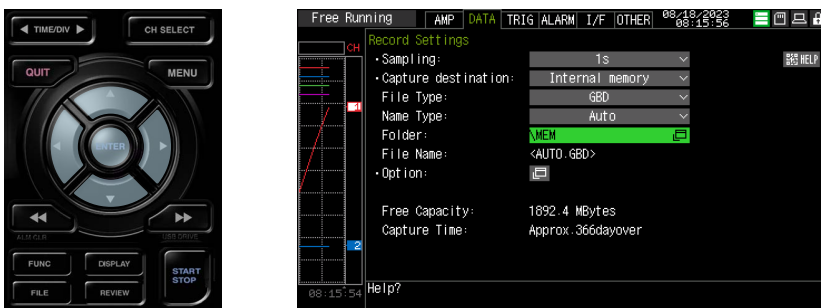 TIME/DIV
CH SELECT
QUIT
MENU
ENTER
ALM CLR
USB DRIVE
FUNC
DISPLAY
START
STOP
FILE
REVIEW
Free Running
AMP
DATA
TRIG
ALARM
I/F
OTHER
08/18/2023
08:15:56
CH
Record Settings
HELP
•Sampling: 1s
•Capture destination: Internal memory
File Type: GBD
Name Type: Auto
1
Folder: \MEM
File Name: <AUTO.GBD>
•Option:
Free Capacity: 1892.4 MBytes
Capture Time: Approx.366dayover
2
08:15:54
Help?